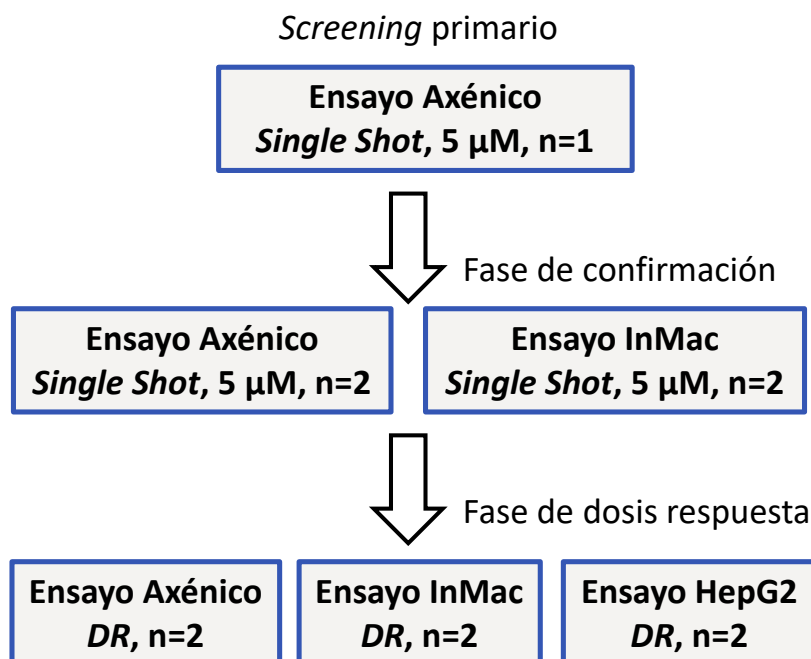 Screening primario
Ensayo Axénico
Single Shot, 5 µM, n=1
Fase de confirmación
Ensayo Axénico
Single Shot, 5 µM, n=2
Ensayo InMac
Single Shot, 5 µM, n=2
Fase de dosis respuesta
Ensayo Axénico
DR, n=2
Ensayo InMac
DR, n=2
Ensayo HepG2
DR, n=2